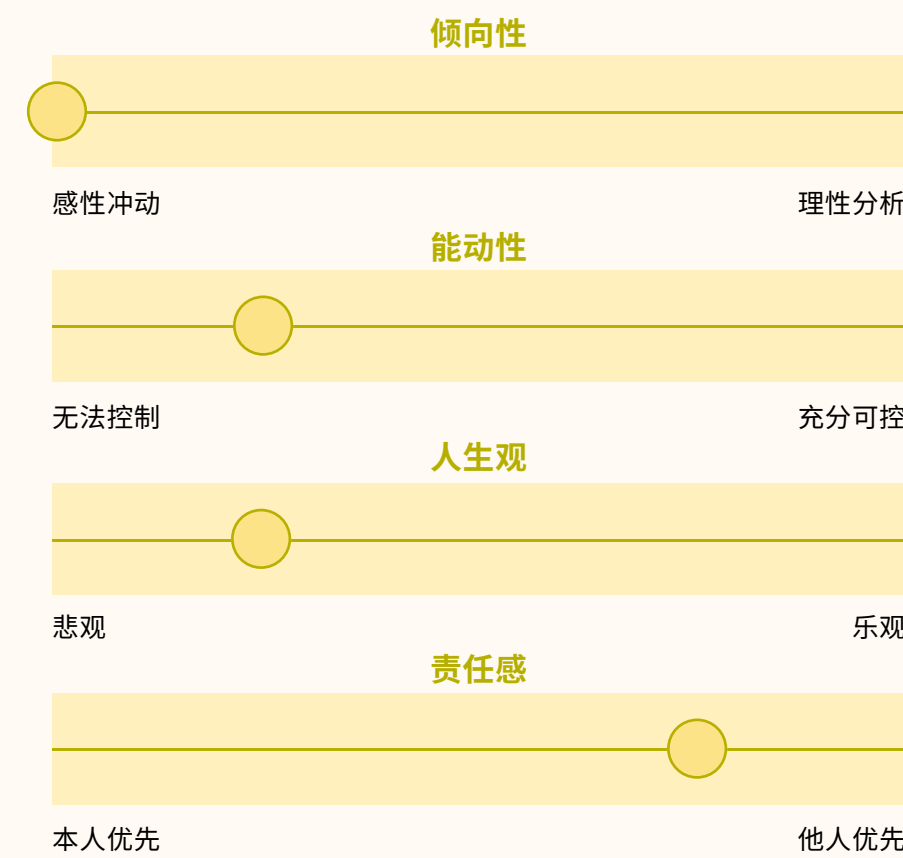 倾向性
感性冲动 理性分析
能动性
无法控制 充分可控
人生观
悲观 乐观
责任感
本人优先 他人优先